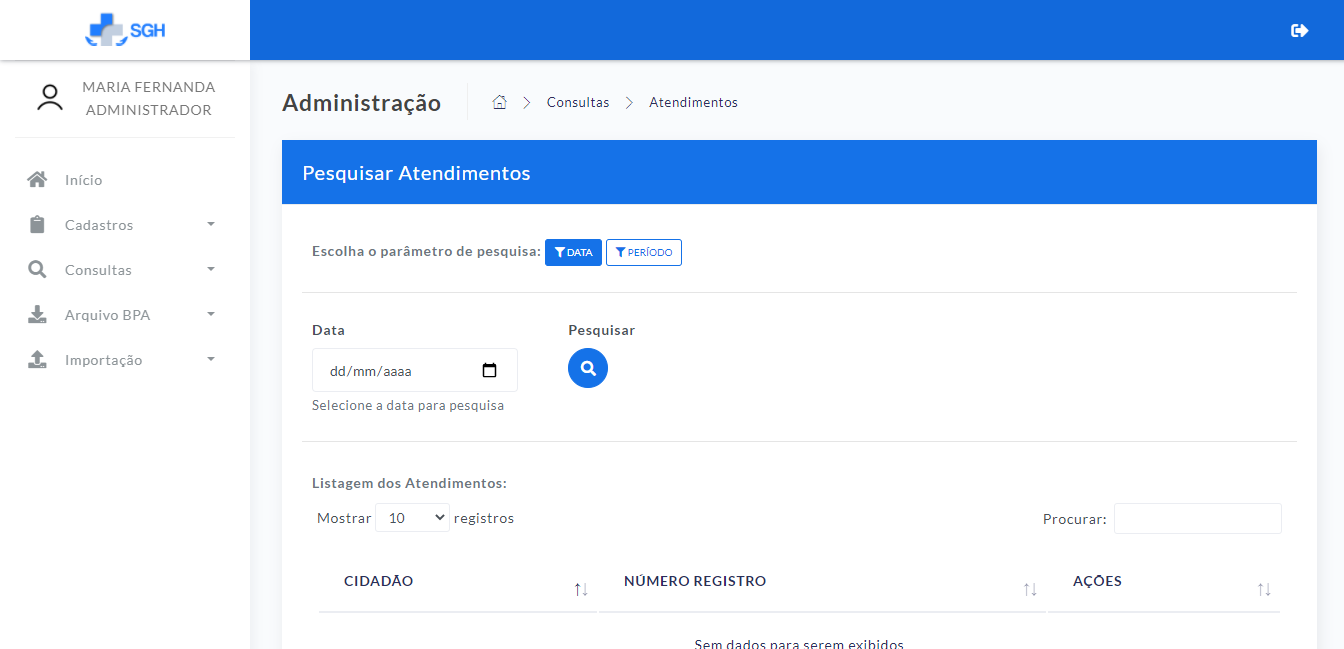 SGH
MARIA FERNANDA
ADMINISTRADOR
Início
Cadastros
Consultas
Arquivo BPA
Importação
Administração
Consultas
Atendimentos
Pesquisar Atendimentos
Escolha o parâmetro de pesquisa: DATA PERÍODO
Data Pesquisar
dd/mm/aaaa
Selecione a data para pesquisa
Listagem dos Atendimentos:
Mostrar 10 registros Procurar:
CIDADÃO NÚMERO REGISTRO AÇÕES
Sem dados para serem exibidos